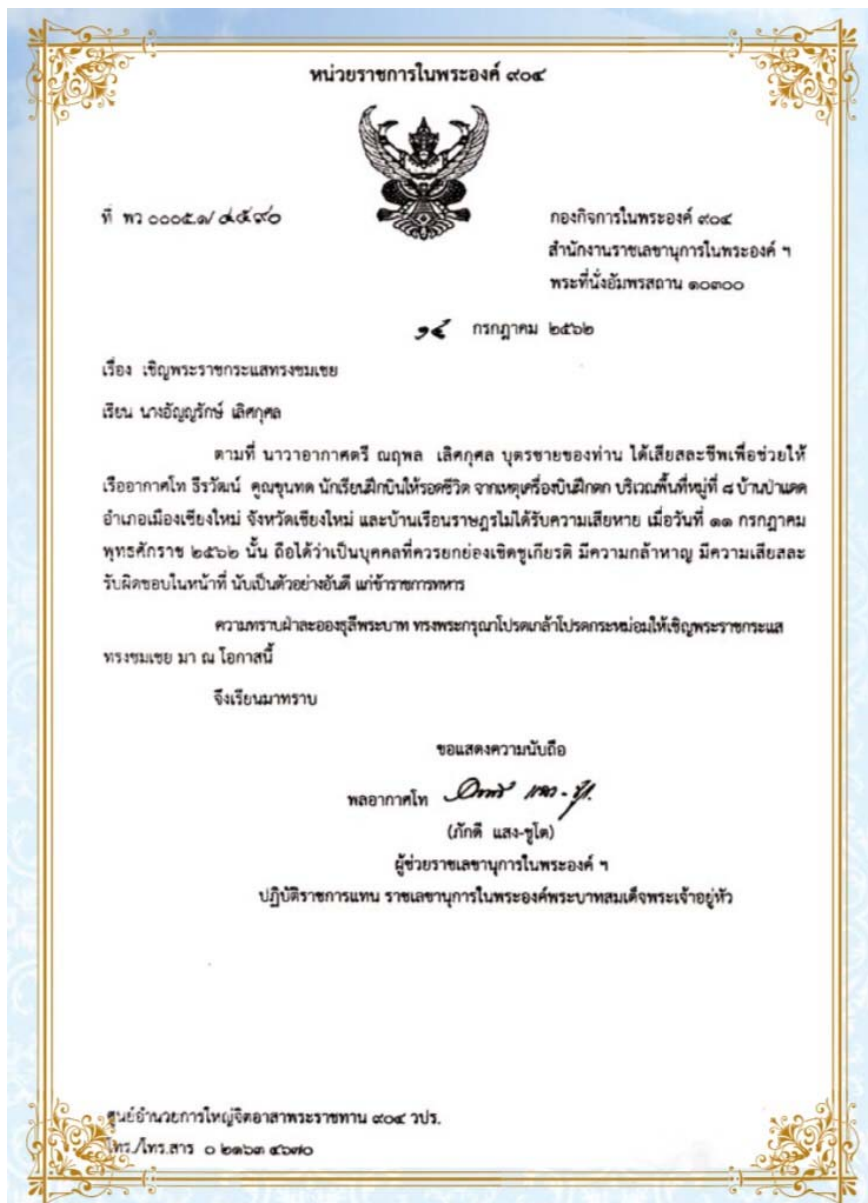 หน่วยราชการในพระองค์ ๙๐๔
ที่ พว ๐๐๐๕.๑/ ๔๕๙๐
กองกิจการในพระองค์ ๙๐๔
สำนักงานราชเลขานุการในพระองค์ ฯ
พระที่นั่งอัมพรสถาน ๑๐๓๐๐
๑๕ กรกฎาคม ๒๕๖๒
เรื่อง เชิญพระราชกระแสทรงชมเชย
เรียน นางอัญญรักษ์ เลิศกุศล
ตามที่ นาวาอากาศตรี ณฤพล เลิศกุศล บุตรชายของท่าน ได้เสียสละชีพเพื่อช่วยให้
เรืออากาศโท ธีรวัฒน์ คูณขุนทด นักเรียนฝึกบินให้รอดชีวิต จากเหตุเครื่องบินฝึกตก บริเวณพื้นที่หมู่ที่ ๘ บ้านป่าแดด
อำเภอเมืองเชียงใหม่ จังหวัดเชียงใหม่ และบ้านเรือนราษฎรไม่ได้รับความเสียหาย เมื่อวันที่ ๑๑ กรกฎาคม
พุทธศักราช ๒๕๖๒ นั้น ถือได้ว่าเป็นบุคคลที่ควรยกย่องเชิดชูเกียรติ มีความกล้าหาญ มีความเสียสละ
รับผิดชอบในหน้าที่ นับเป็นตัวอย่างอันดี แก่ข้าราชการทหาร
ความทราบฝ่าละอองธุลีพระบาท ทรงพระกรุณาโปรดเกล้าโปรดกระหม่อมให้เชิญพระราชกระแส
ทรงชมเชย มา ณ โอกาสนี้
จึงเรียนมาทราบ
ขอแสดงความนับถือ
พลอากาศโท
(ภักดี แสง-ชูโต)
ผู้ช่วยราชเลขานุการในพระองค์ ฯ
ปฏิบัติราชการแทน ราชเลขานุการในพระองค์พระบาทสมเด็จพระเจ้าอยู่หัว
ศูนย์อำนวยการใหญ่จิตอาสาพระราชทาน ๙๐๔ วปร.
โทร./โทร.สาร ๐ ๒๑๖๓ ๔๖๗๐